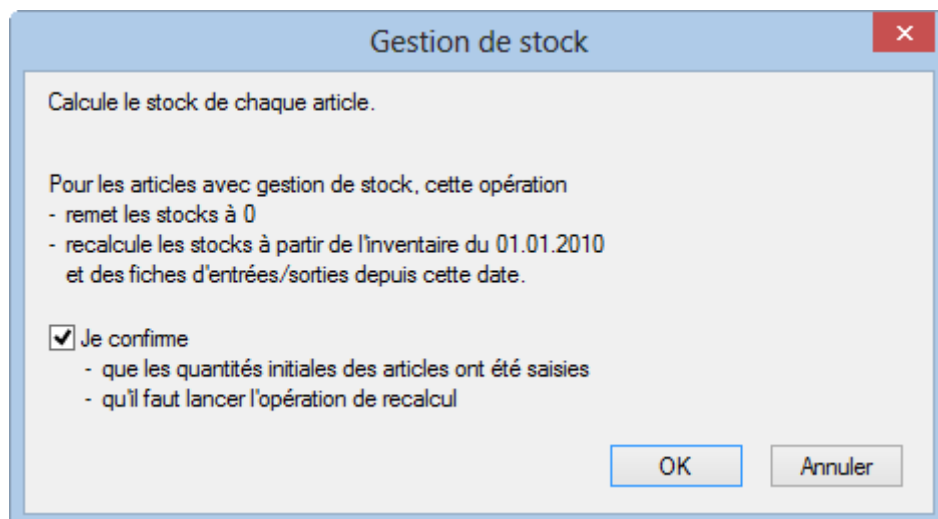 Gestion de stock
Calcule le stock de chaque article.
Pour les articles avec gestion de stock, cette opération
- remet les stocks à 0
- recalcule les stocks à partir de l'inventaire du 01.01.2010
et des fiches d'entrées/sorties depuis cette date.
Je confirme
- que les quantités initiales des articles ont été saisies
- qu'il faut lancer l'opération de recalcul
OK Annuler